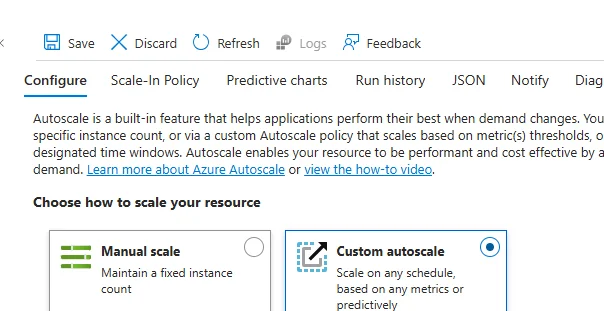 Save Discard Refresh Logs Feedback
Configure Scale-In Policy Predictive charts Run history JSON Notify Diag
Autoscale is a built-in feature that helps applications perform their best when demand changes. You
specific instance count, or via a custom Autoscale policy that scales based on metric(s) thresholds, o
designated time windows. Autoscale enables your resource to be performant and cost effective by a
demand. Learn more about Azure Autoscale or view the how-to video.
Choose how to scale your resource
Manual scale
Maintain a fixed instance
count
Custom autoscale
Scale on any schedule,
based on any metrics or
predictively